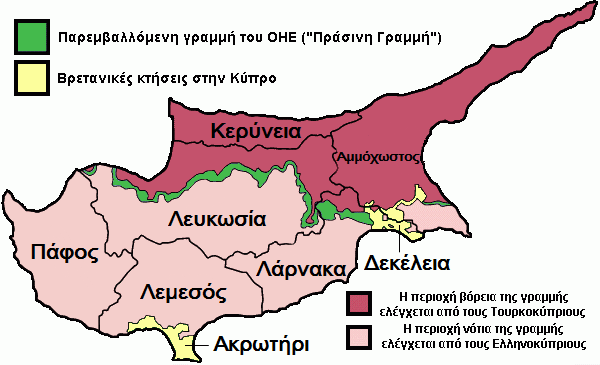 Παρεμβαλλόμενη γραμμή του ΟΗΕ ("Πράσινη Γραμμή")
Βρετανικές κτήσεις στην Κύπρο
Κερύνεια
Αμμόχωστος
Λευκωσία
Πάφος
Λάρνακα
Δεκέλεια
Λεμεσός
Ακρωτήρι
Η περιοχή βόρεια της γραμμής
ελέγχεται από τους Τουρκοκύπριους
Η περιοχή νότια της γραμμής
ελέγχεται από τους Ελληνοκύπριους